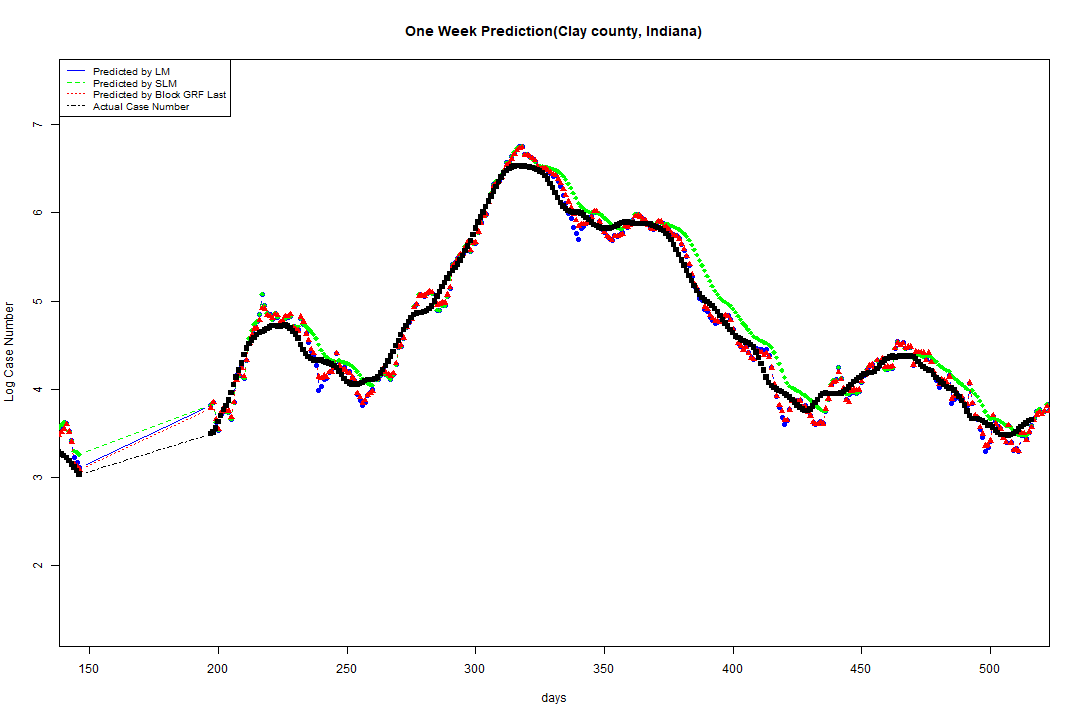 One Week Prediction(Clay county, Indiana)
Predicted by LM
Predicted by SLM
Predicted by Block GRF Last
Actual Case Number
Log Case Number
7
6
5
4
3
2
150 200 250 300 350 400 450 500
days